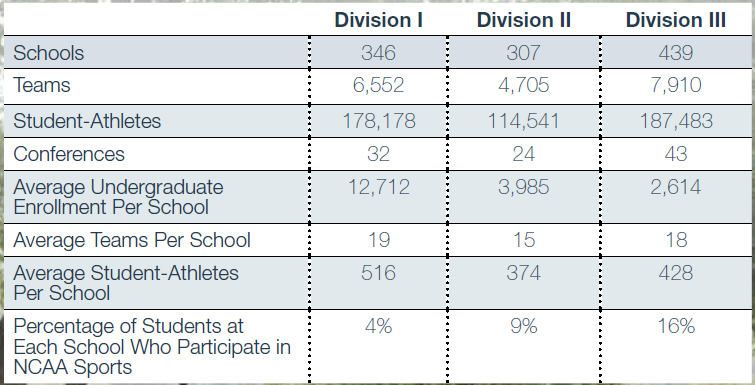 Division I Division II Division III
Schools 346 307 439
Teams 6,552 4,705 7,910
Student-Athletes 178,178 114,541 187,483
Conferences 32 24 43
Average Undergraduate
Enrollment Per School 12,712 3,985 2,614
Average Teams Per School 19 15 18
Average Student-Athletes
Per School 516 374 428
Percentage of Students at
Each School Who Participate in
NCAA Sports 4% 9% 16%